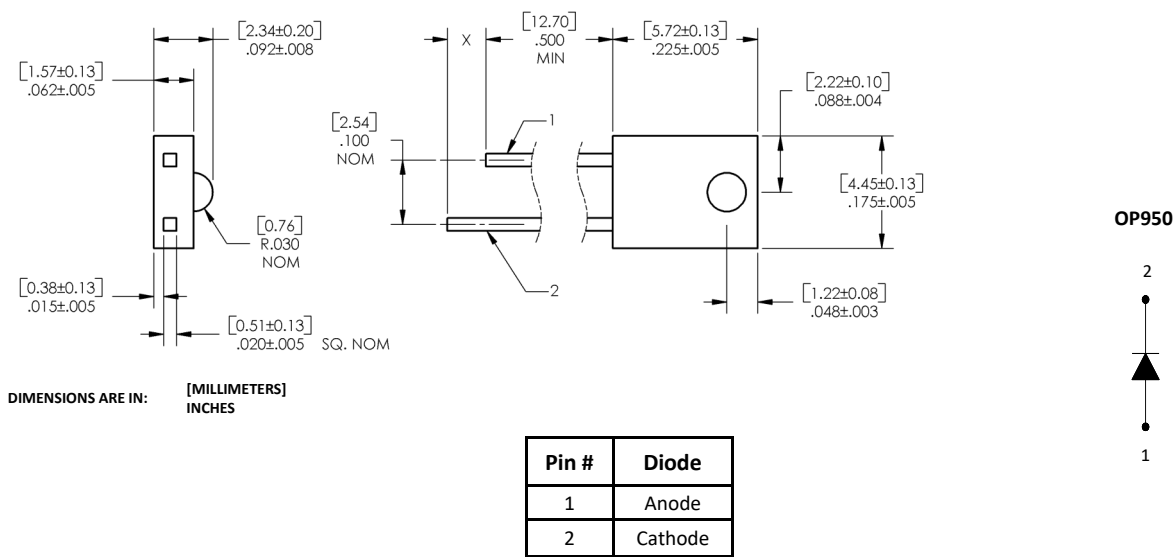 [2.34±0.20]
.092±.008
[1.57±0.13]
.062±.005
X
[12.70]
.500
MIN
[5.72±0.13]
.225±.005
[2.22±0.10]
.088±.004
[2.54]
.100
NOM
1
[4.45±0.13]
.175±.005
[0.76]
R.030
NOM
2
[1.22±0.08]
.048±.003
[0.38±0.13]
.015±.005
[0.51±0.13]
.020±.005 SQ. NOM
DIMENSIONS ARE IN:
[MILLIMETERS]
INCHES
OP950
2
1
Pin # Diode
1 Anode
2 Cathode